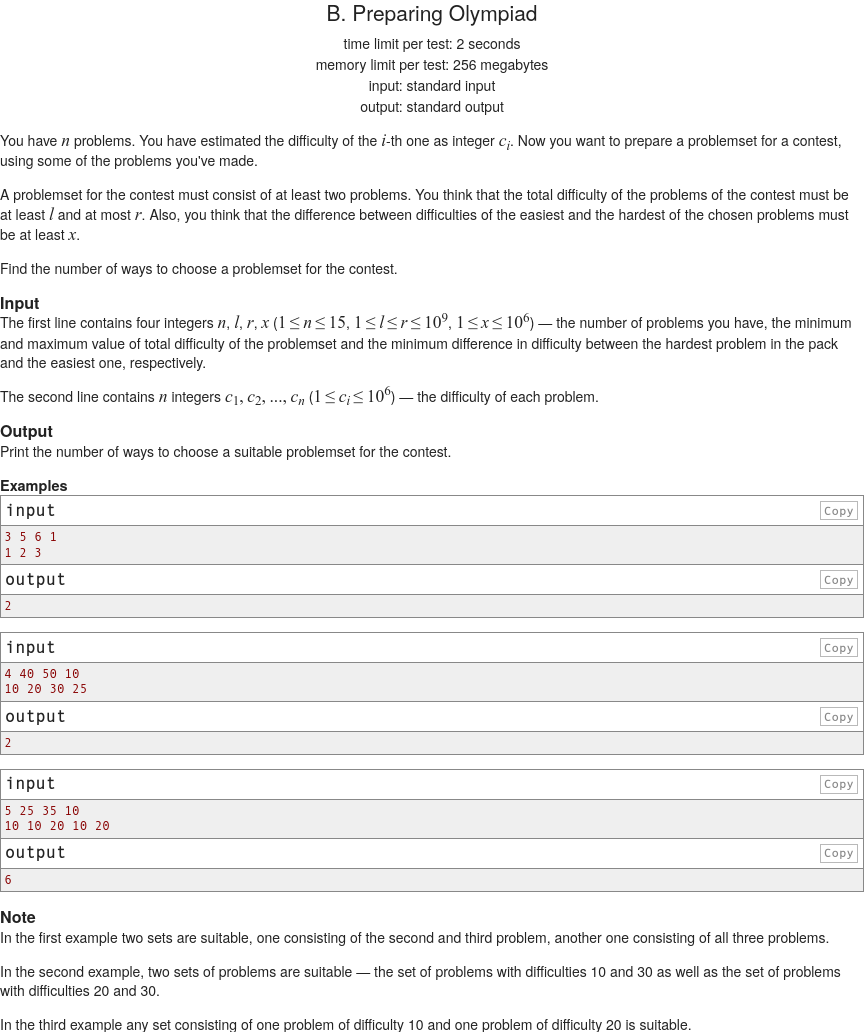 B. Preparing Olympiad
time limit per test: 2 seconds
memory limit per test: 256 megabytes
input: standard input
output: standard output
You have n problems. You have estimated the difficulty of the i-th one as integer c_i. Now you want to prepare a problemset for a contest,
using some of the problems you've made.
A problemset for the contest must consist of at least two problems. You think that the total difficulty of the problems of the contest must be
at least l and at most r. Also, you think that the difference between difficulties of the easiest and the hardest of the chosen problems must
be at least x.
Find the number of ways to choose a problemset for the contest.
Input
The first line contains four integers n, l, r, x (1 ≤ n ≤ 15, 1 ≤ l ≤ r ≤ 10^9, 1 ≤ x ≤ 10^6) — the number of problems you have, the minimum
and maximum value of total difficulty of the problemset and the minimum difference in difficulty between the hardest problem in the pack
and the easiest one, respectively.
The second line contains n integers c_1, c_2, ..., c_n (1 ≤ c_i ≤ 10^6) — the difficulty of each problem.
Output
Print the number of ways to choose a suitable problemset for the contest.
Examples
input Copy
3 5 6 1
1 2 3
output Copy
2
input Copy
4 40 50 10
10 20 30 25
output Copy
2
input Copy
5 25 35 10
10 10 20 10 20
output Copy
6
Note
In the first example two sets are suitable, one consisting of the second and third problem, another one consisting of all three problems.
In the second example, two sets of problems are suitable — the set of problems with difficulties 10 and 30 as well as the set of problems
with difficulties 20 and 30.
In the third example any set consisting of one problem of difficulty 10 and one problem of difficulty 20 is suitable.